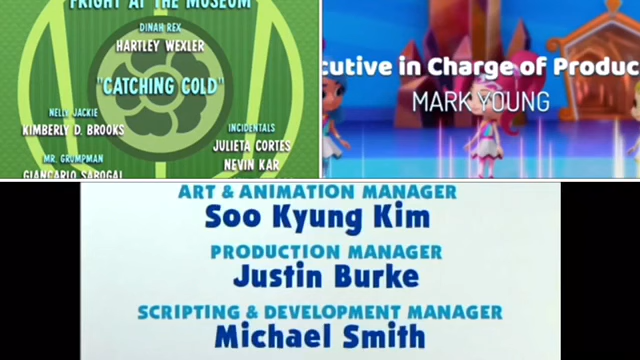 FRIGHT AT THE MUSEUM
DINAH REX
HARTLEY WEXLER
"CATCHING COLD"
NELLY JACKIE
KIMBERLY D. BROOKS
MR. GRUMPMAN
GIANCARLO SABOGAL
INCIDENTALS
JULIETA CORTES
NEVIN KAR
cutive in Charge of Produc
MARK YOUNG
ART & ANIMATION MANAGER
Soo Kyung Kim
PRODUCTION MANAGER
Justin Burke
SCRIPTING & DEVELOPMENT MANAGER
Michael Smith